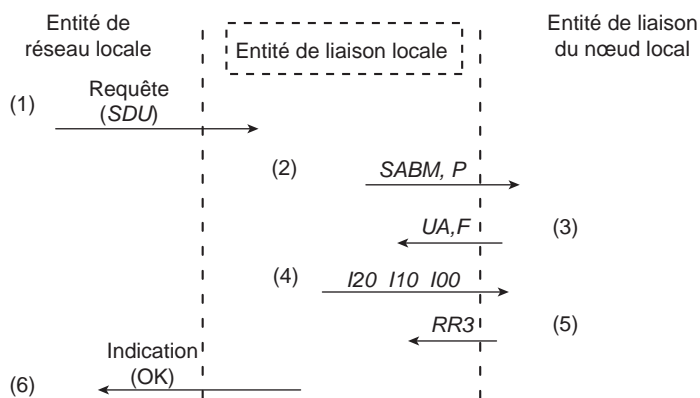 Entité de
réseau locale
Entité de liaison locale
Entité de liaison
du nœud local
(1)
Requête
(SDU)
(2)
SABM, P
UA,F
(3)
(4)
I20 I10 I00
RR3
(5)
Indication
(OK)
(6)